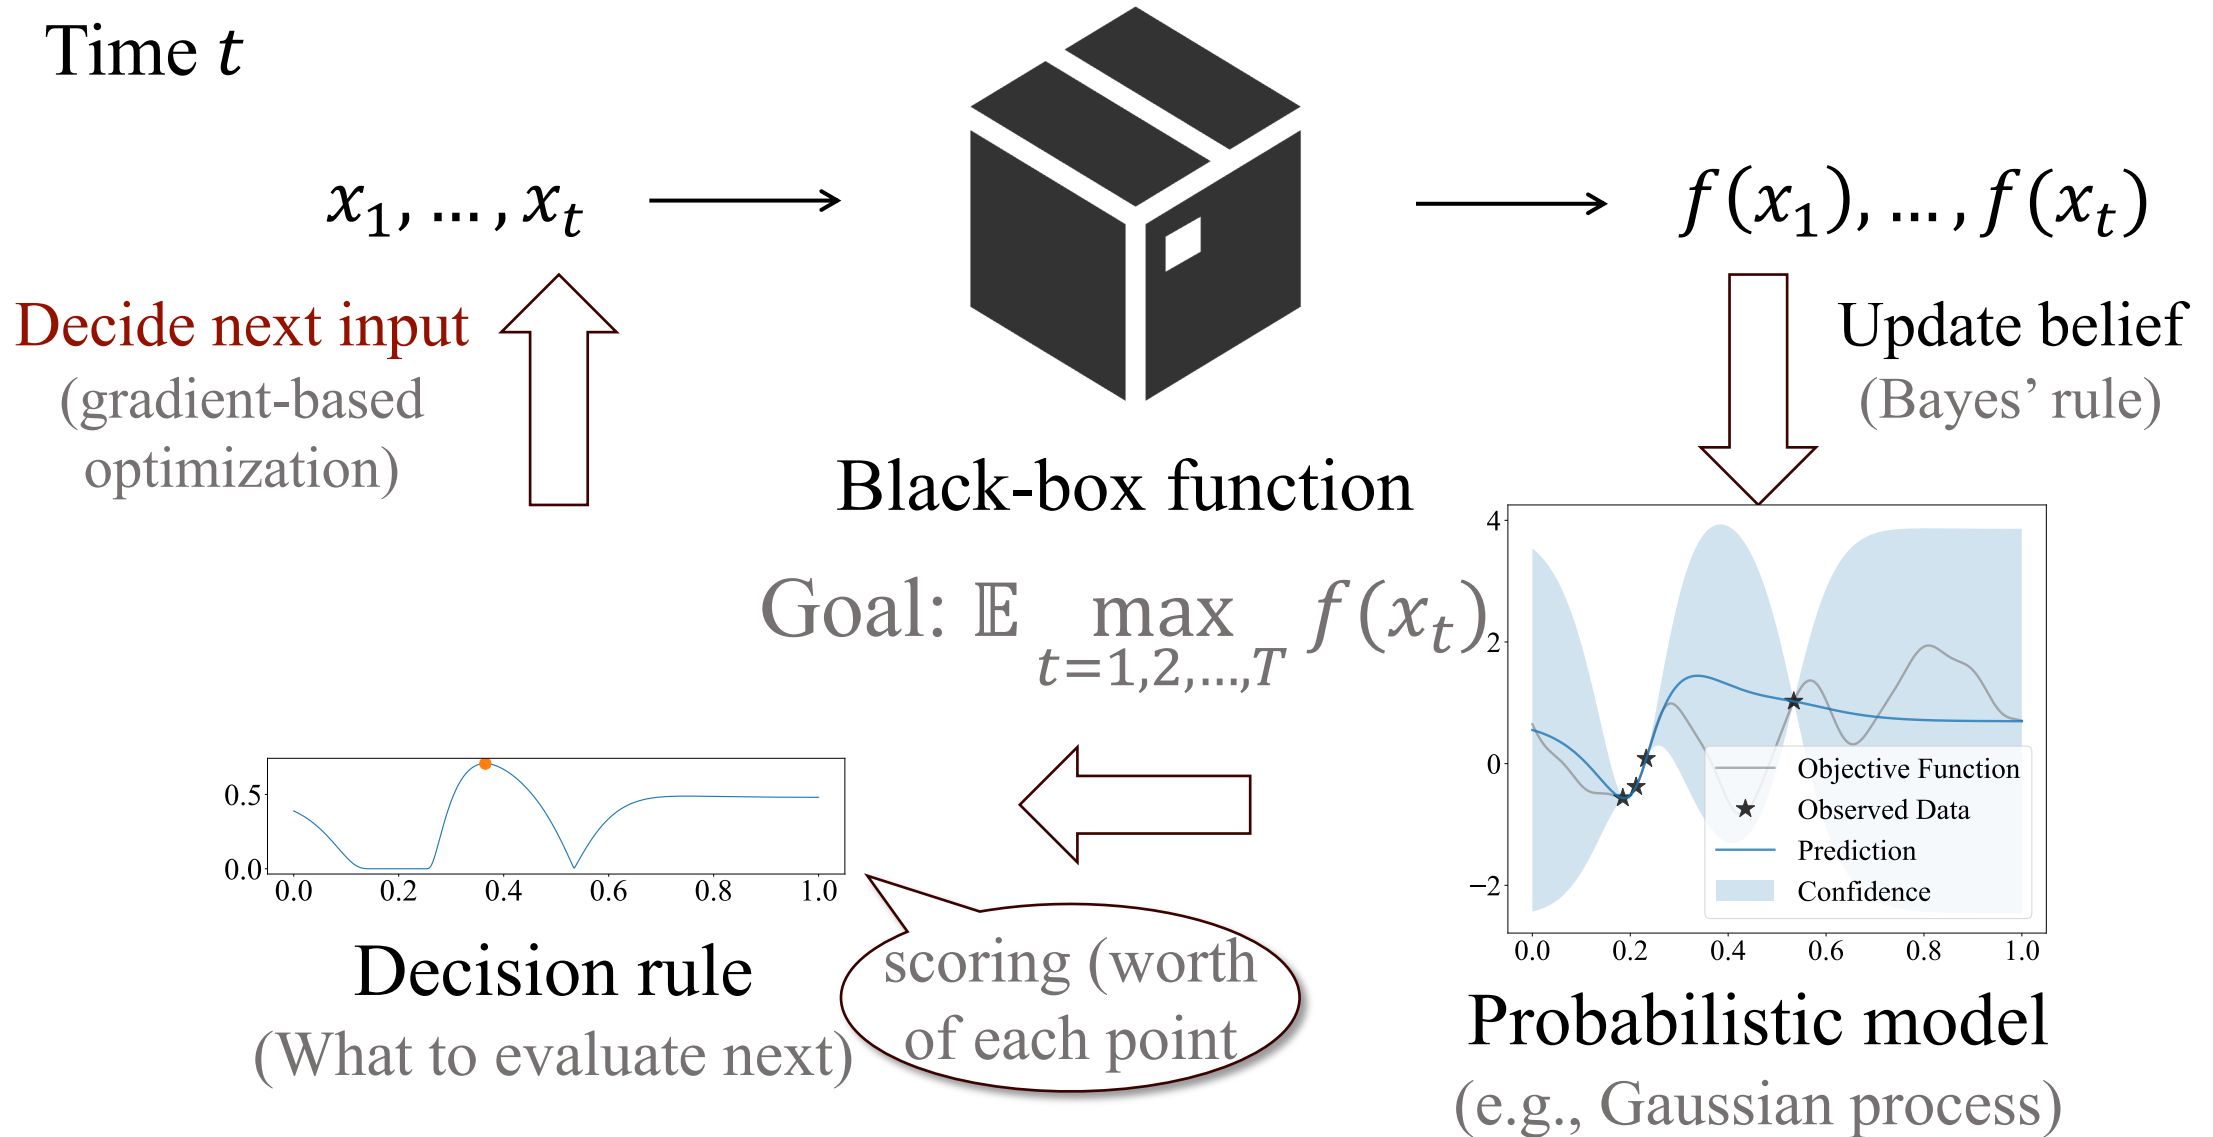 Time t
x₁, … , xₜ
f(x₁), … , f(xₜ)
Decide next input
(gradient-based
optimization)
Update belief
(Bayes’ rule)
Black-box function
Goal: 𝔼 max f(xₜ)
t=1,2,…,T
4
2
0
−2
0.0 0.2 0.4 0.6 0.8 1.0
Objective Function
Observed Data
Prediction
Confidence
0.5
0.0
0.0 0.2 0.4 0.6 0.8 1.0
Decision rule
(What to evaluate next)
scoring (worth
of each point
Probabilistic model
(e.g., Gaussian process)